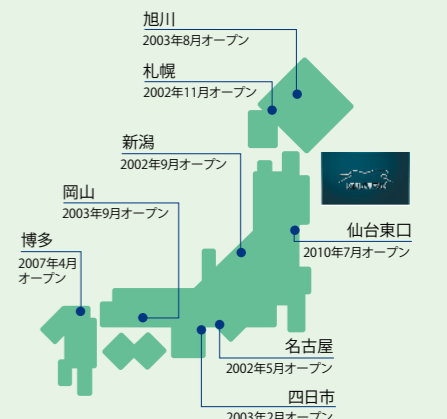 旭川
2003年8月オープン
札幌
2002年11月オープン
新潟
2002年9月オープン
岡山
2003年9月オープン
博多
2007年4月
オープン
仙台東口
2010年7月オープン
名古屋
2002年5月オープン
四日市
2003年2月オープン